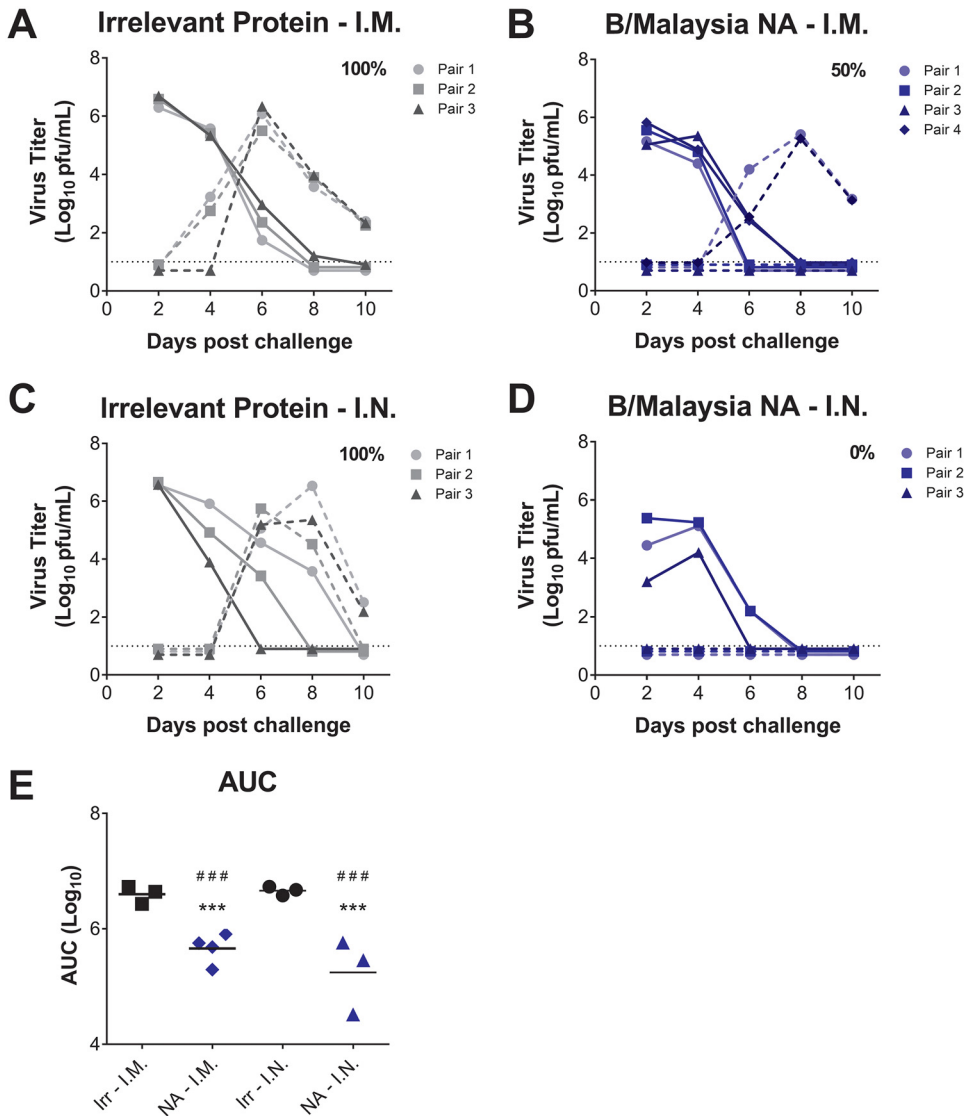 A
Irrelevant Protein - I.M.
100%
Pair 1
Pair 2
Pair 3
Virus Titer
(Log10 pfu/mL)
8
6
4
2
0
0 2 4 6 8 10
Days post challenge
B
B/Malaysia NA - I.M.
50%
Pair 1
Pair 2
Pair 3
Pair 4
Virus Titer
(Log10 pfu/mL)
8
6
4
2
0
0 2 4 6 8 10
Days post challenge
C
Irrelevant Protein - I.N.
100%
Pair 1
Pair 2
Pair 3
Virus Titer
(Log10 pfu/mL)
8
6
4
2
0
0 2 4 6 8 10
Days post challenge
D
B/Malaysia NA - I.N.
0%
Pair 1
Pair 2
Pair 3
Virus Titer
(Log10 pfu/mL)
8
6
4
2
0
0 2 4 6 8 10
Days post challenge
E
AUC
AUC (Log10)
8
6
4
### ###
*** ***
Irr - I.M.
NA - I.M.
Irr - I.N.
NA - I.N.